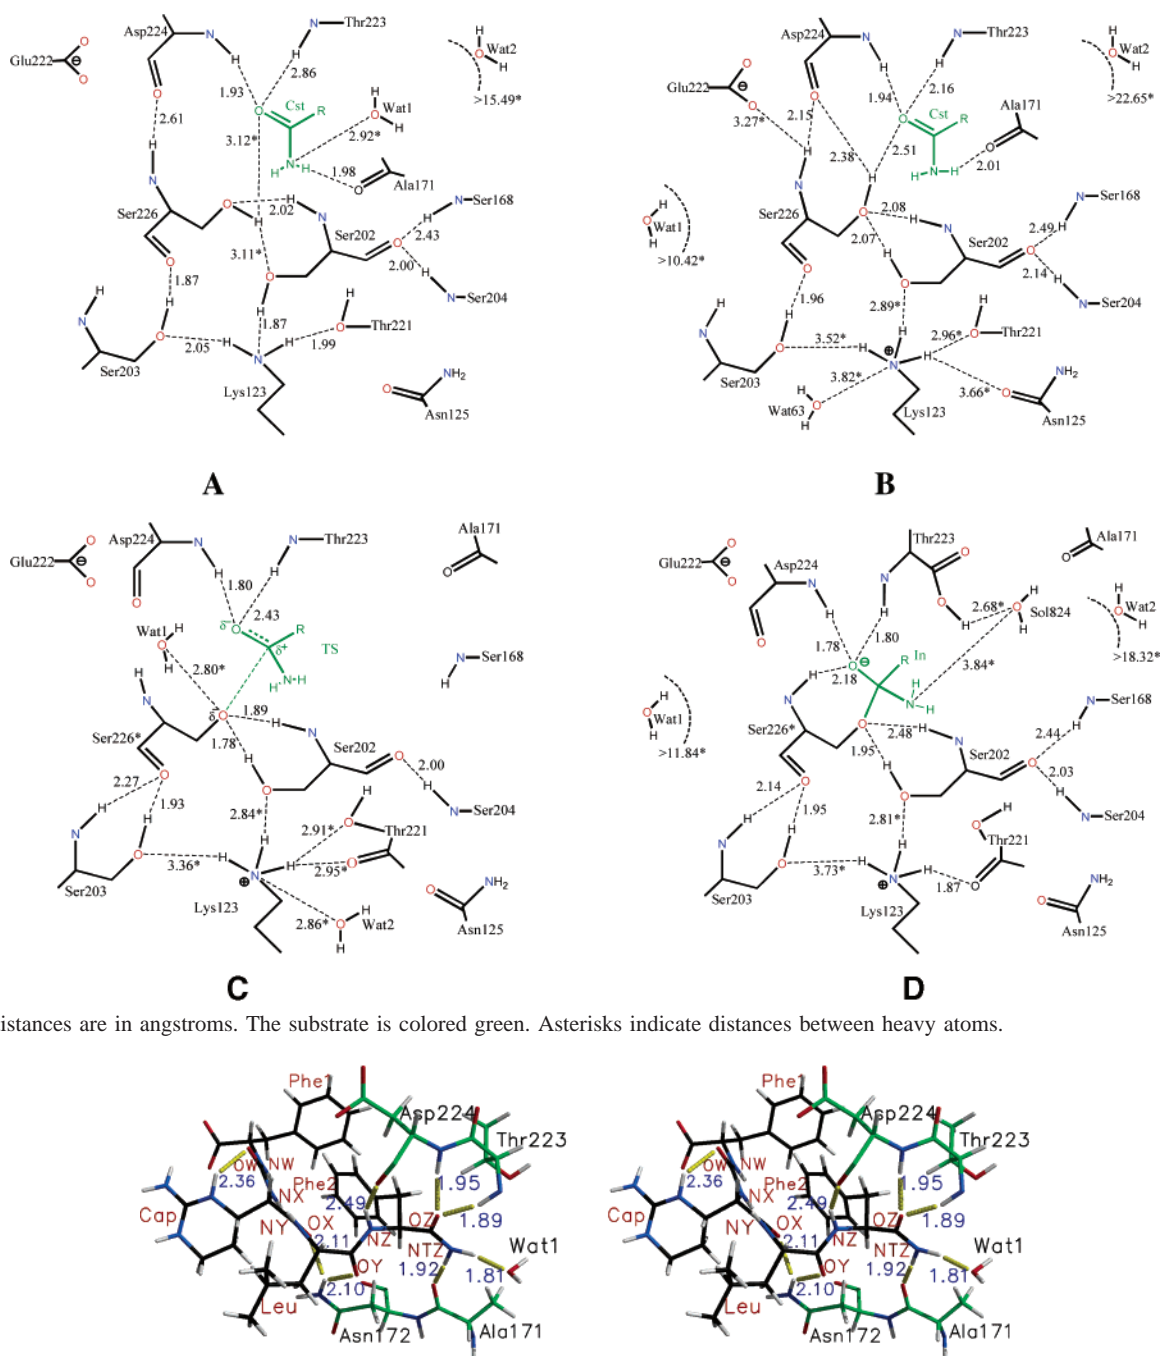 Asp224 N H N H Thr223
Glu222 O O ⊖
Wat2 H O H
>15.49*
1.93 2.86
O Cst R
2.61 3.12*
H O H Wat1
2.92*
H N H 1.98
O Ala171
H N
Ser226 O H 2.02 H N
Ser202 O
H N Ser168
2.43
2.00
H N Ser204
3.11*
O 1.87
H O H
1.87
H O Thr221
1.99
H N O 2.05 H N H
Ser203
Lys123
O NH2
Asn125
A
Asp224 N H N H Thr223
Glu222 O O ⊖
Wat2 H O H
>22.65*
1.94 2.16
O Cst R
3.27* 2.15 2.38 2.51
Ala171 O
2.01
H N H
H N
Ser226 O H 2.08 H N
Wat1 H O H
>10.42*
2.07
Ser202 O
H N Ser168
2.49
2.14
H N Ser204
O 1.96
H O 2.89*
H O Thr221
2.96*
H N O 3.52* H N H H ⊕
Ser203
3.82* 3.66*
Wat63 H O H
Lys123
O NH2
Asn125
B
Asp224 N H N H Thr223
Glu222 O O ⊖
Ala171 O
1.80 2.43
δ− O R
δ+ TS
Wat1 H O H
2.80*
H N H
H N Ser168
H N
Ser226* O δ− 1.89 H N
1.78*
Ser202 O
2.00
H N Ser204
2.27 1.93
H O 2.84*
H O Thr221
2.91*
2.95* O
H N H O 3.36* H N H H ⊕
Ser203
Lys123
2.86* H O H Wat2
O NH2
Asn125
C
Asp224 N H N H Thr223 O O H
Glu222 O O ⊖
Ala171 O
2.68* H O H Sol824
Wat2 H O H
>18.32*
1.78 1.80
3.84*
O ⊖ R In
2.18
H N H
H N
Ser226* O 2.48 H N
Wat1 H O H
>11.84*
1.95
Ser202 O
H N Ser168
2.44
2.03
H N Ser204
2.14 1.95
H O 2.81*
O H Thr221
1.87 O
H N H O 3.73* H N H H ⊕
Ser203
Lys123
O NH2
Asn125
D
istances are in angstroms. The substrate is colored green. Asterisks indicate distances between heavy atoms.
Phe1 Asp224 Thr223
OW NW 2.36 Phe2 1.95
Cap NX 2.49 OZ 1.89
NY OX 2.11 NZ NTZ Wat1
OY 1.92 1.81
Leu 2.10
Asn172 Ala171
Phe1 Asp224 Thr223
OW NW 2.36 Phe2 1.95
Cap NX 2.49 OZ 1.89
NY OX 2.11 NZ NTZ Wat1
OY 1.92 1.81
Leu 2.10
Asn172 Ala171